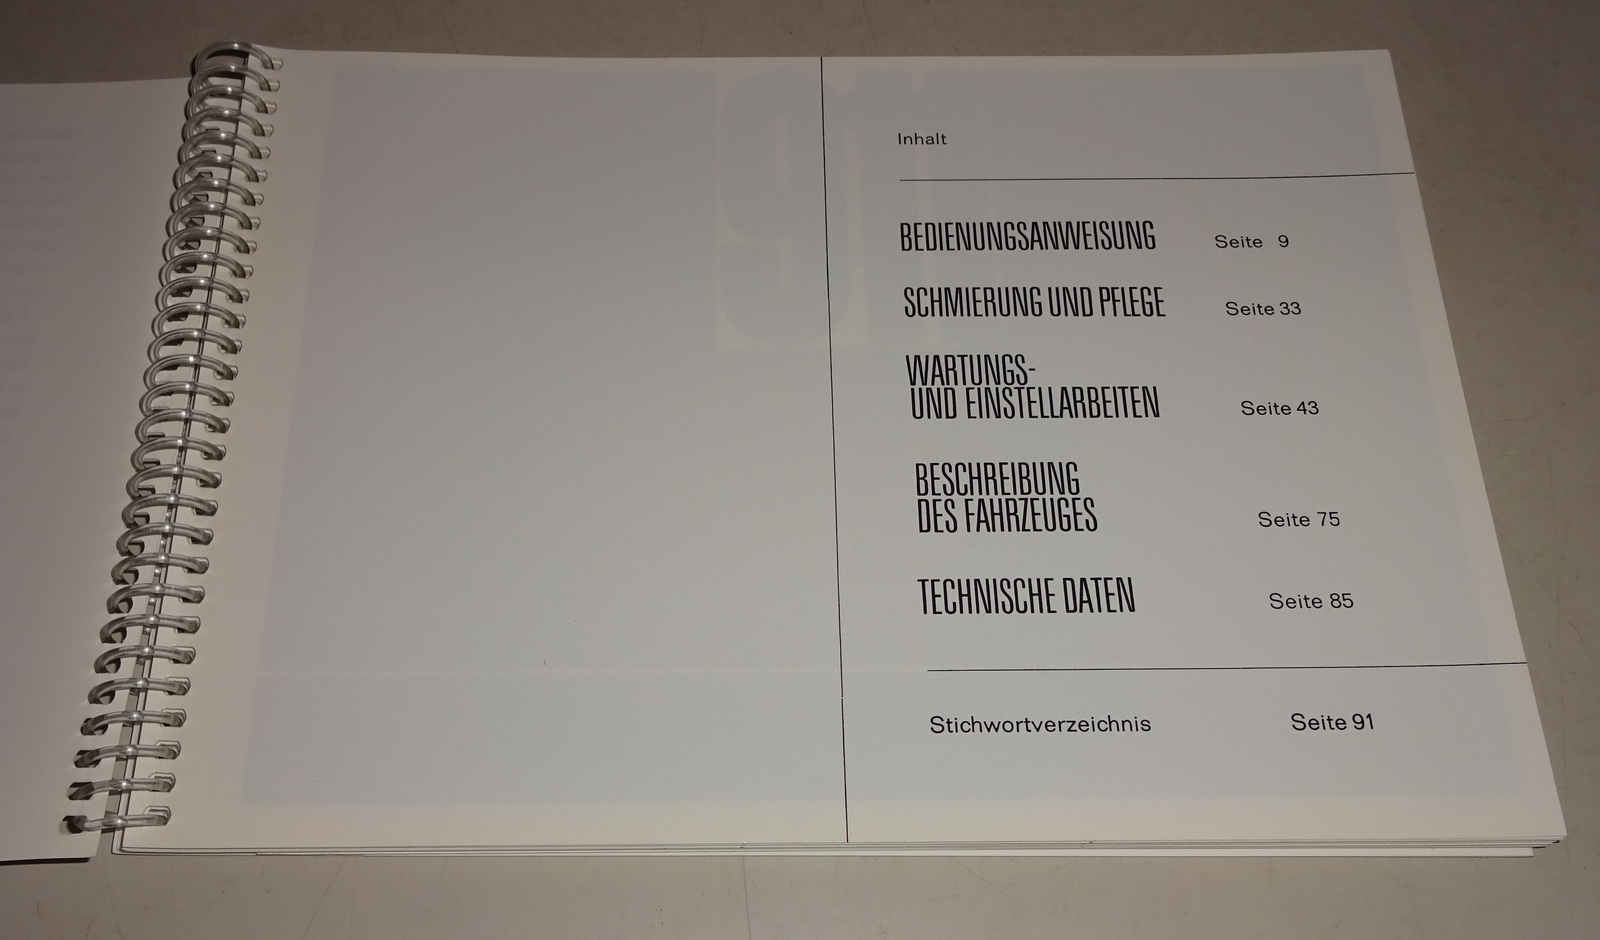 Inhalt
BEDIENUNGSANWEISUNG Seite 9
SCHMIERUNG UND PFLEGE Seite 33
WARTUNGS-
UND EINSTELLARBEITEN Seite 43
BESCHREIBUNG
DES FAHRZEUGES Seite 75
TECHNISCHE DATEN Seite 85
Stichwortverzeichnis Seite 91